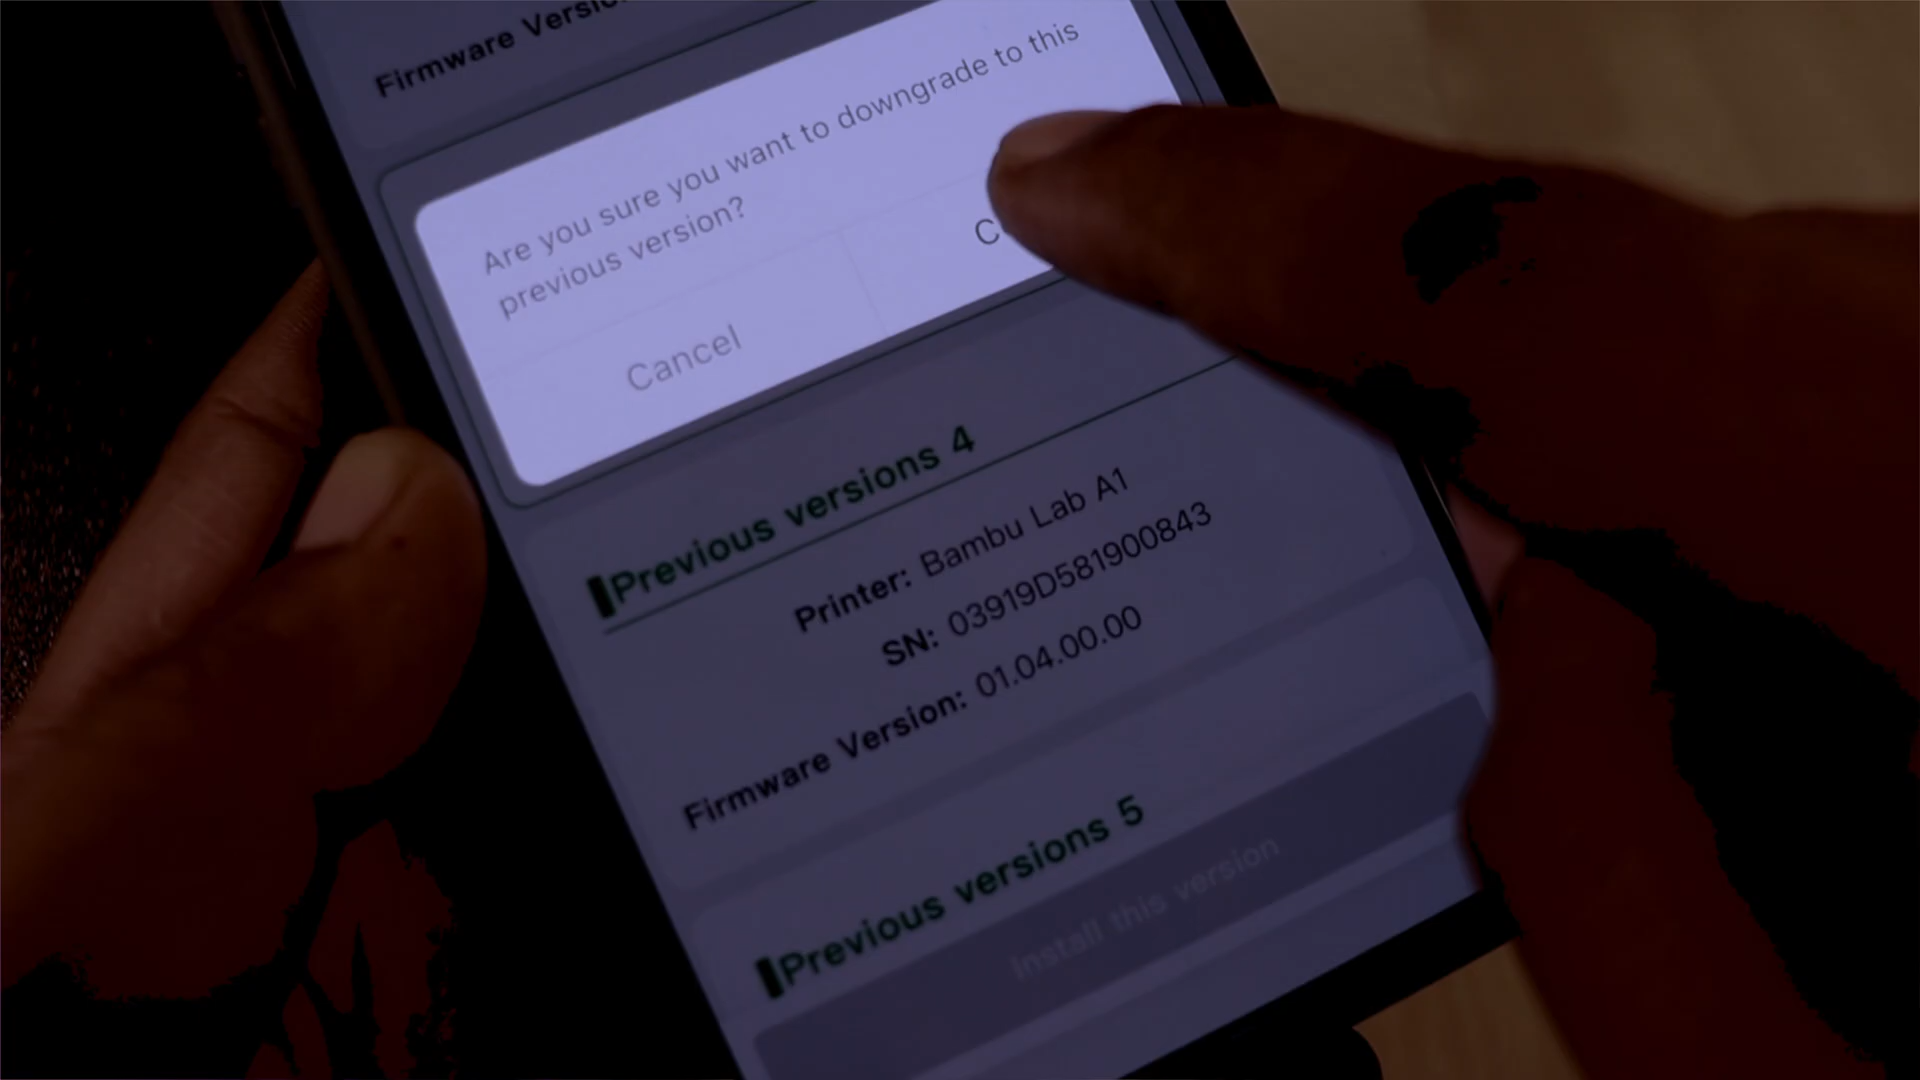 Firmware
Are you sure you want to downgrade to this
previous version?
Cancel
Previous versions 4
Printer: Bambu Lab A1
SN: 03919D581900843
Firmware Version: 01.04.00.00
Previous versions 5
Install this version